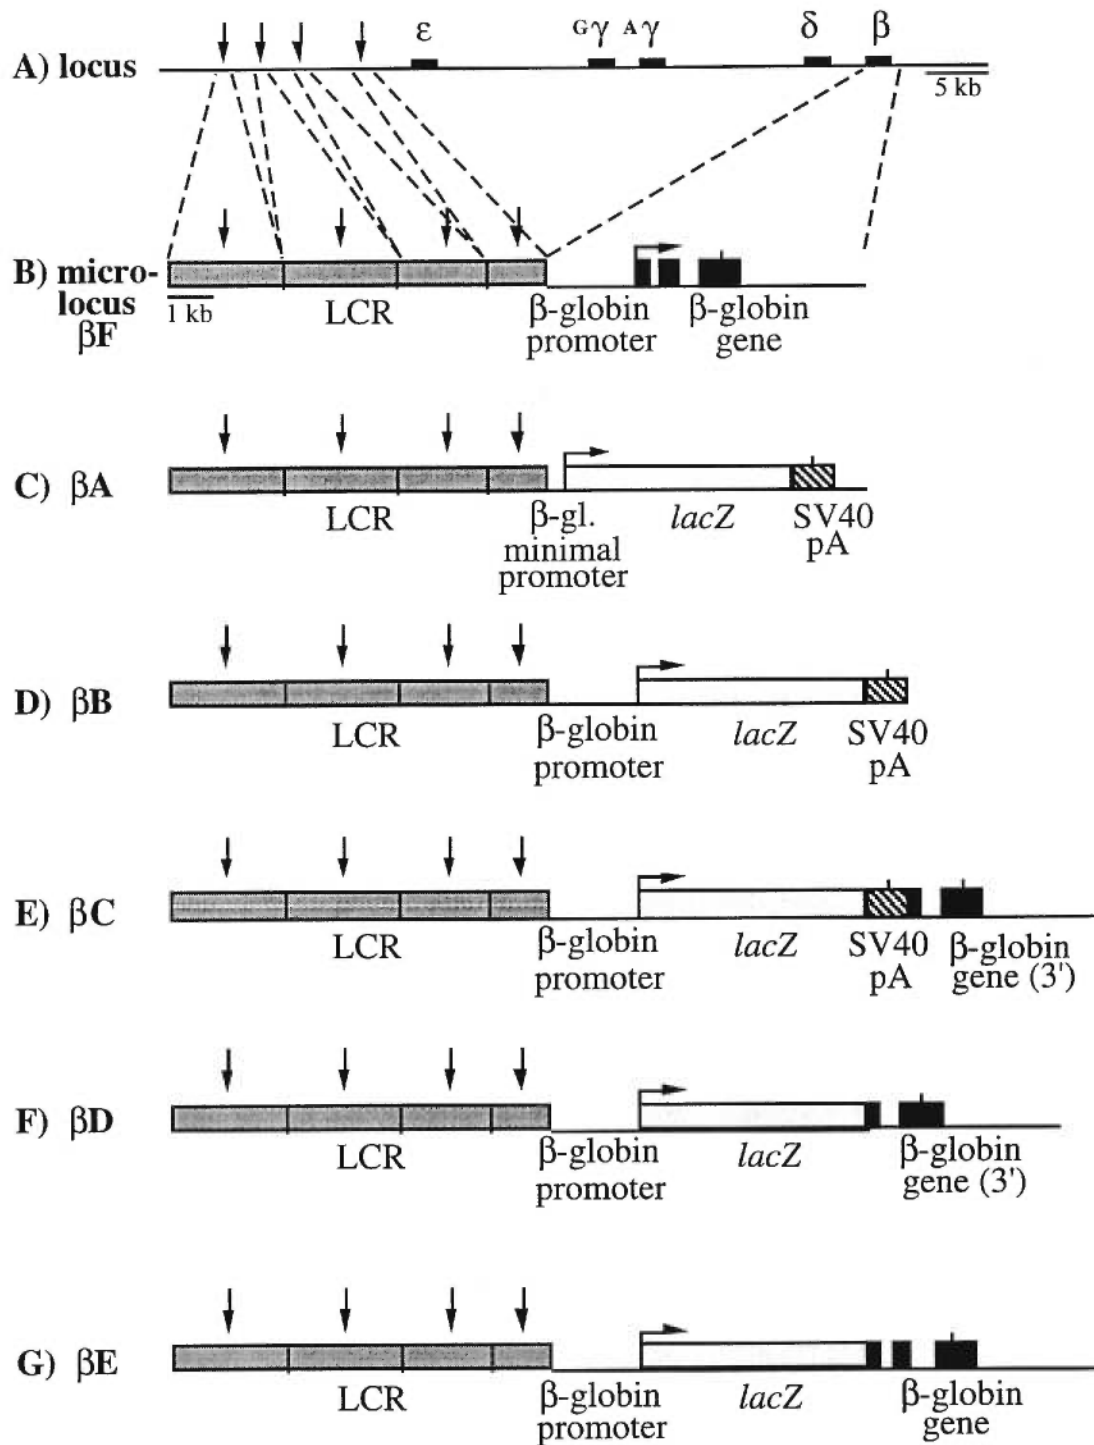 A) locus
ε
Gγ
Aγ
δ
β
5 kb
B) micro-
locus
βF
1 kb
LCR
β-globin
promoter
β-globin
gene
C) βA
LCR
β-gl.
minimal
promoter
lacZ
SV40
pA
D) βB
LCR
β-globin
promoter
lacZ
SV40
pA
E) βC
LCR
β-globin
promoter
lacZ
SV40
pA
β-globin
gene (3')
F) βD
LCR
β-globin
promoter
lacZ
β-globin
gene (3')
G) βE
LCR
β-globin
promoter
lacZ
β-globin
gene